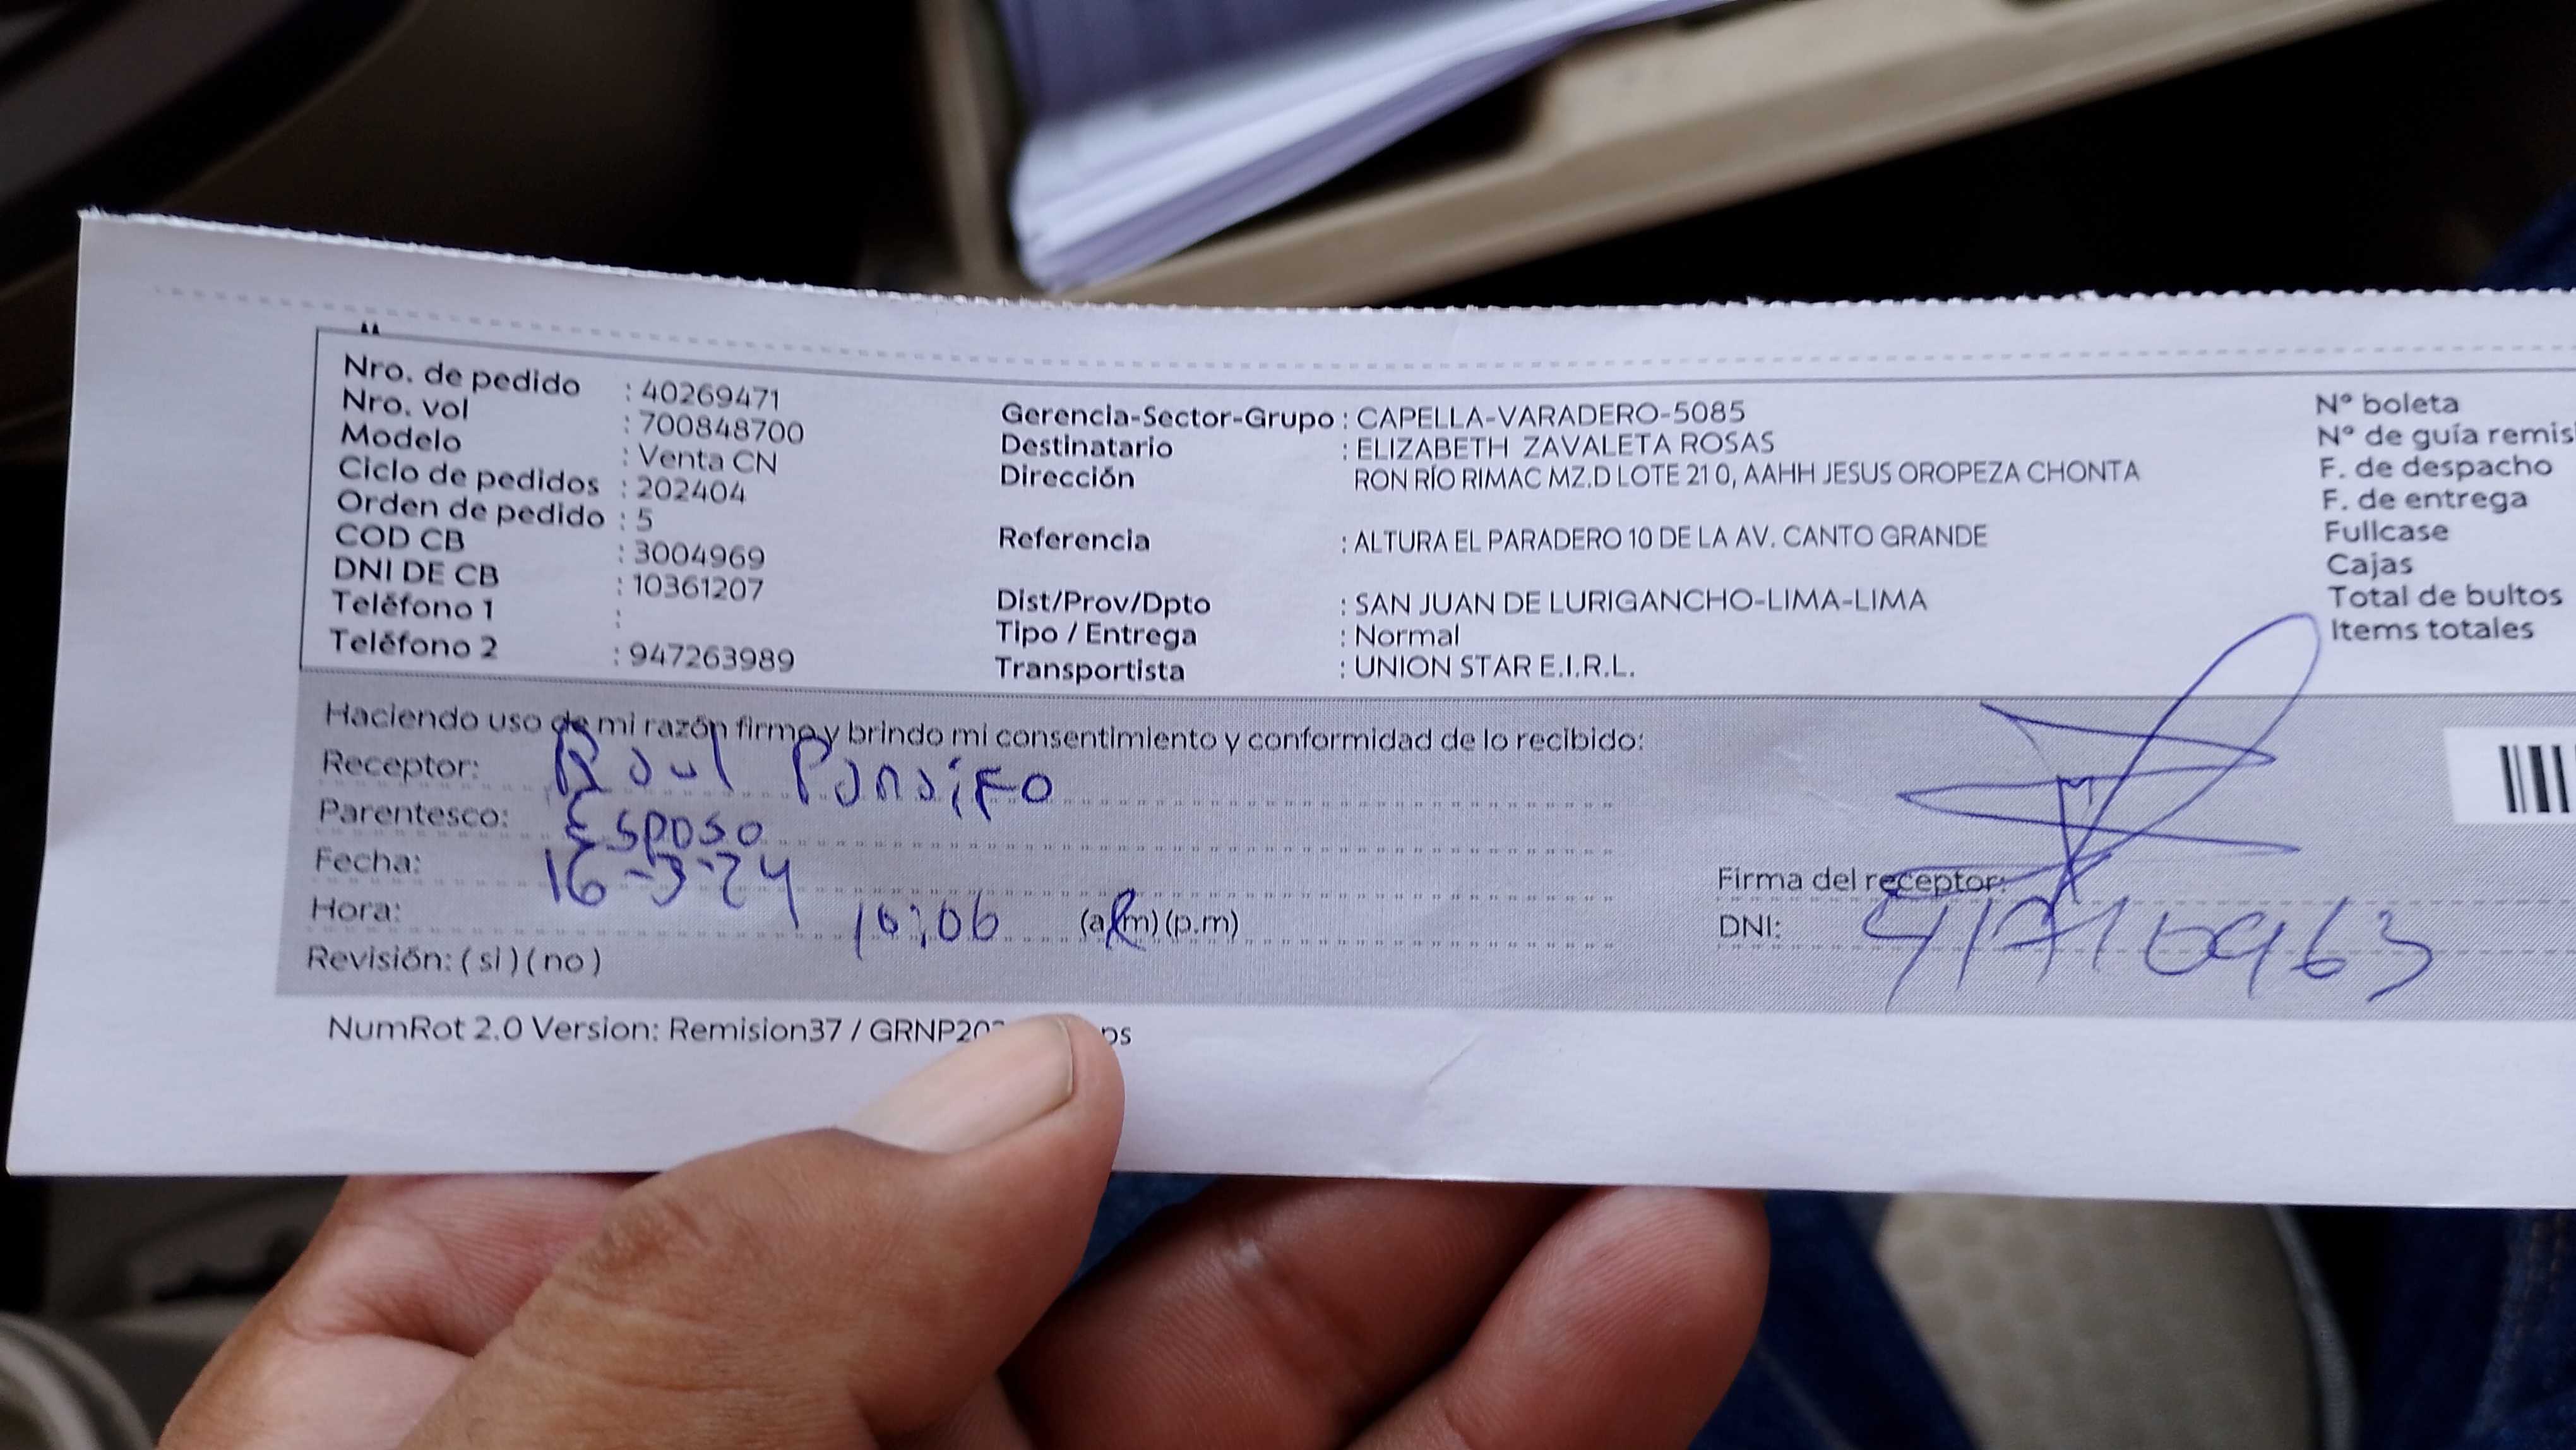 Nro. de pedido : 40269471
Nro. vol : 700848700
Modelo : Venta CN
Ciclo de pedidos : 202404
Orden de pedido : 5
COD CB : 3004969
DNI DE CB : 10361207
Teléfono 1 :
Teléfono 2 : 947263989
Gerencia-Sector-Grupo : CAPELLA-VARADERO-5085
Destinatario : ELIZABETH ZAVALETA ROSAS
Dirección RON RÍO RIMAC MZ.D LOTE 21 0, AAHH JESUS OROPEZA CHONTA
Referencia : ALTURA EL PARADERO 10 DE LA AV. CANTO GRANDE
Dist/Prov/Dpto : SAN JUAN DE LURIGANCHO-LIMA-LIMA
Tipo / Entrega : Normal
Transportista : UNION STAR E.I.R.L.
N° boleta
N° de guía remis
F. de despacho
F. de entrega
Fullcase
Cajas
Total de bultos
Items totales
Haciendo uso de mi razón firmo y brindo mi consentimiento y conformidad de lo recibido:
Receptor: Raul
Parentesco: Esposo
Fecha: 16-3-24
Hora: 10:06 (a.m) (p.m)
Revisión: ( si ) ( no )
Firma del receptor:
DNI:
NumRot 2.0 Version: Remision37 / GRNP20